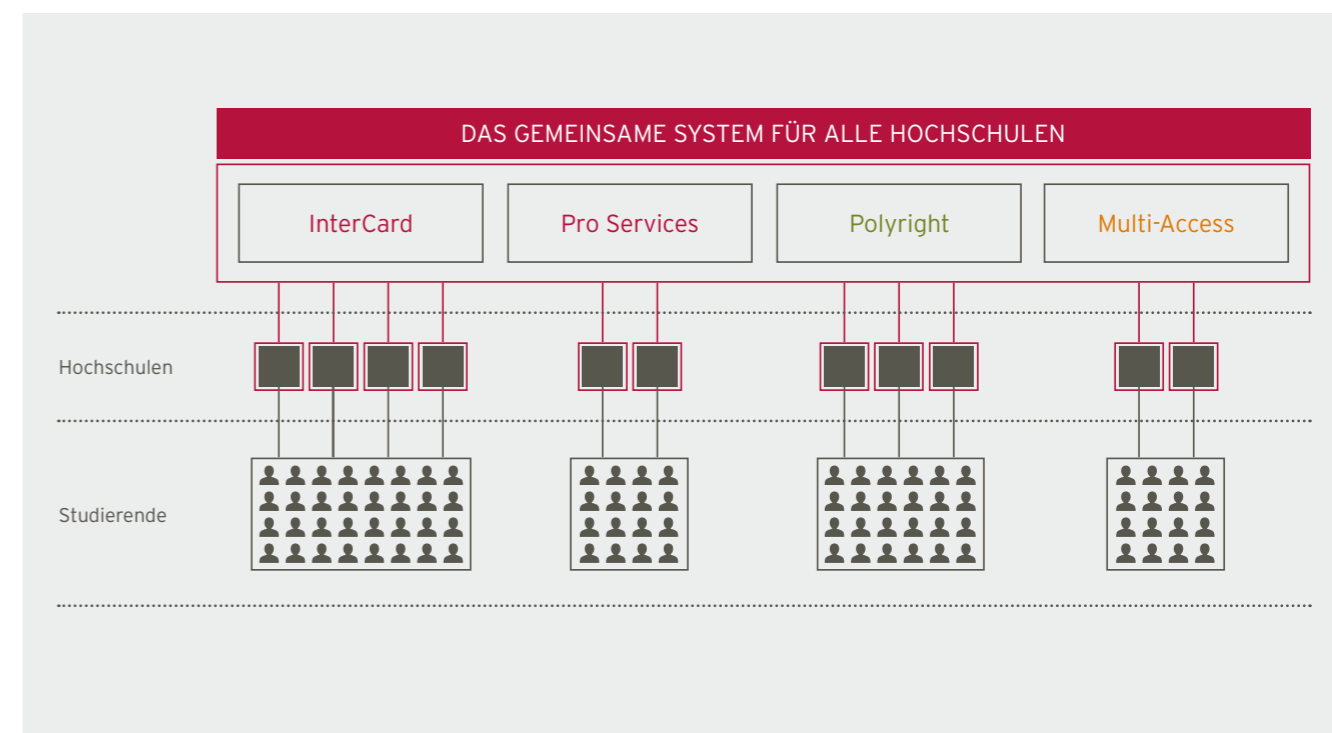 DAS GEMEINSAME SYSTEM FÜR ALLE HOCHSCHULEN
InterCard
Pro Services
Polyright
Multi-Access
Hochschulen
Studierende